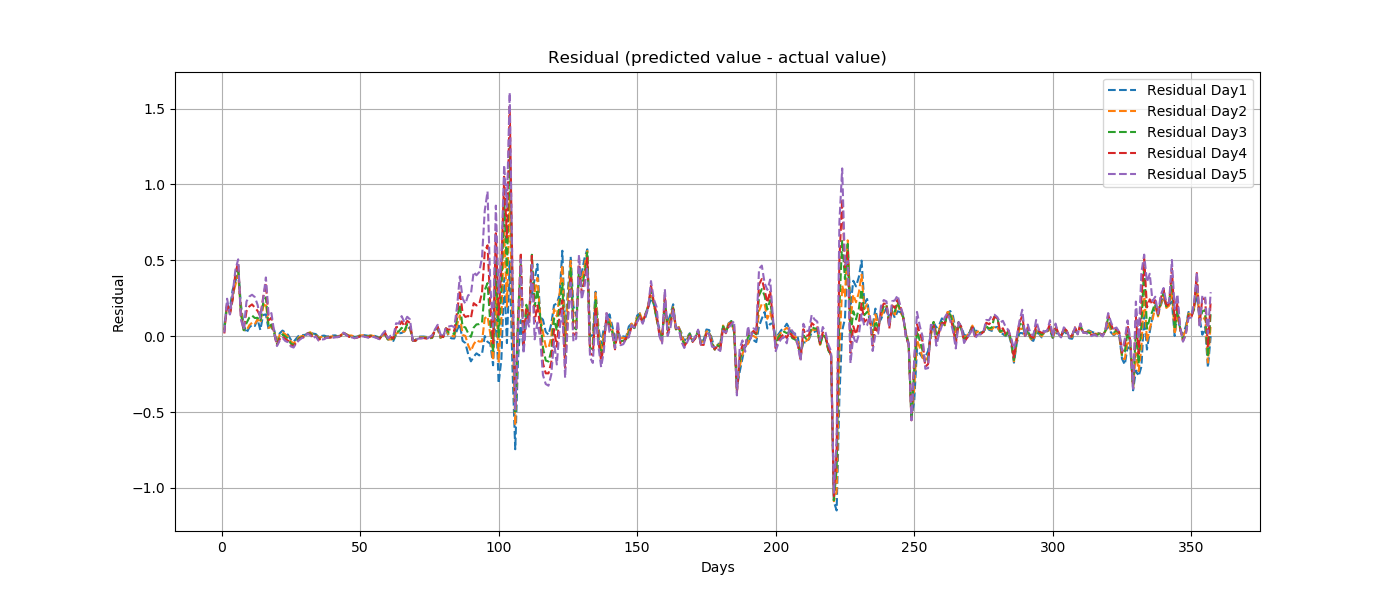 Residual (predicted value - actual value)
Residual Day1
Residual Day2
Residual Day3
Residual Day4
Residual Day5
1.5
1.0
0.5
0.0
−0.5
−1.0
Residual
0 50 100 150 200 250 300 350
Days